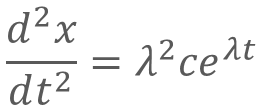 d²x/dt² = λ²ce^{λt}